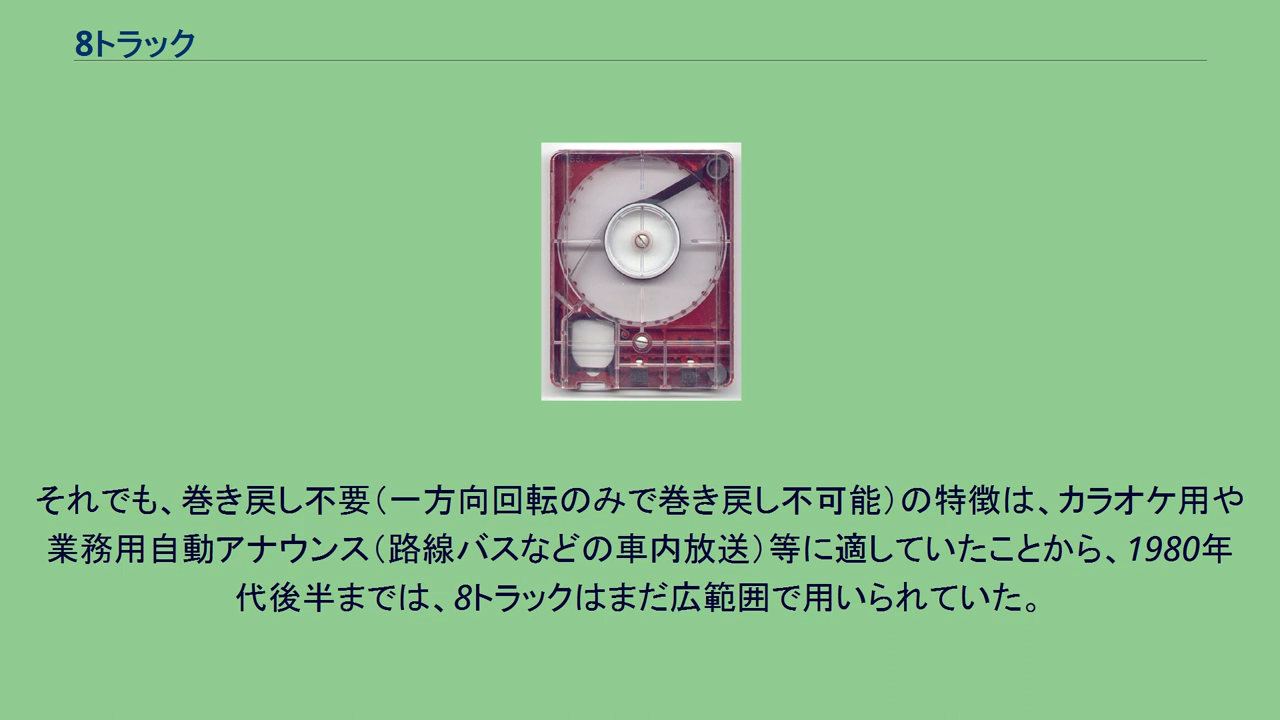 8トラック
それでも、巻き戻し不要（一方向回転のみで巻き戻し不可能）の特徴は、カラオケ用や
業務用自動アナウンス（路線バスなどの車内放送）等に適していたことから、1980年
代後半までは、8トラックはまだ広範囲で用いられていた。